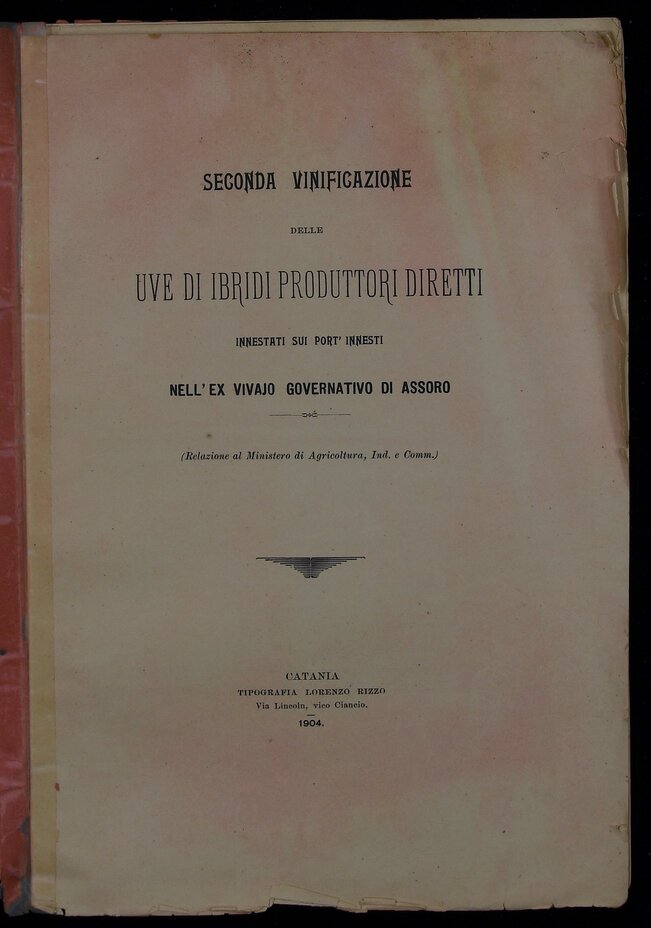 SECONDA VINIFICAZIONE
DELLE
UVE DI IBRIDI PRODUTTORI DIRETTI
INNESTATI SUI PORT' INNESTI
NELL' EX VIVAJO GOVERNATIVO DI ASSORO
(Relazione al Ministero di Agricoltura, Ind. e Comm.)
CATANIA
TIPOGRAFIA LORENZO RIZZO
Via Lincoln, vico Ciancio.
1904.